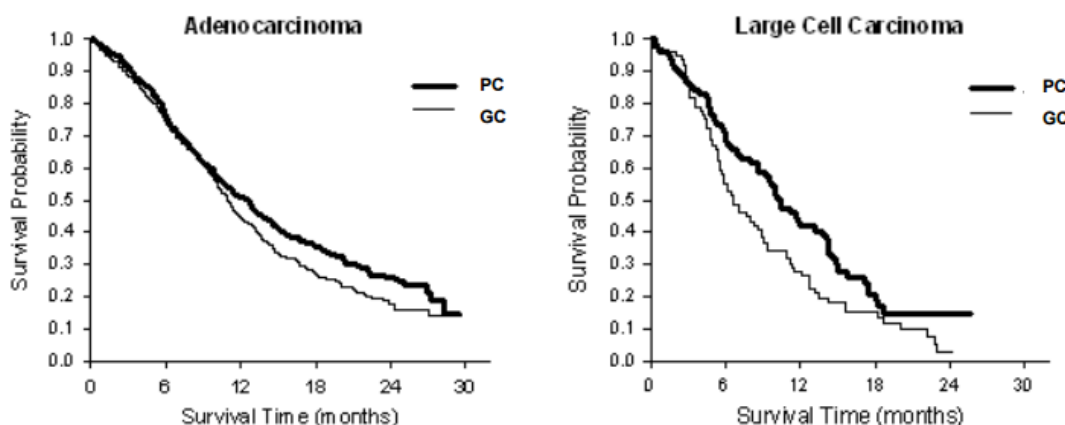 Adenocarcinoma
1.0
0.9
0.8
0.7
0.6
0.5
0.4
0.3
0.2
0.1
0.0
Survival Probability
0 6 12 18 24 30
Survival Time (months)
PC
GC
Large Cell Carcinoma
1.0
0.9
0.8
0.7
0.6
0.5
0.4
0.3
0.2
0.1
0.0
Survival Probability
0 6 12 18 24 30
Survival Time (months)
PC
GC